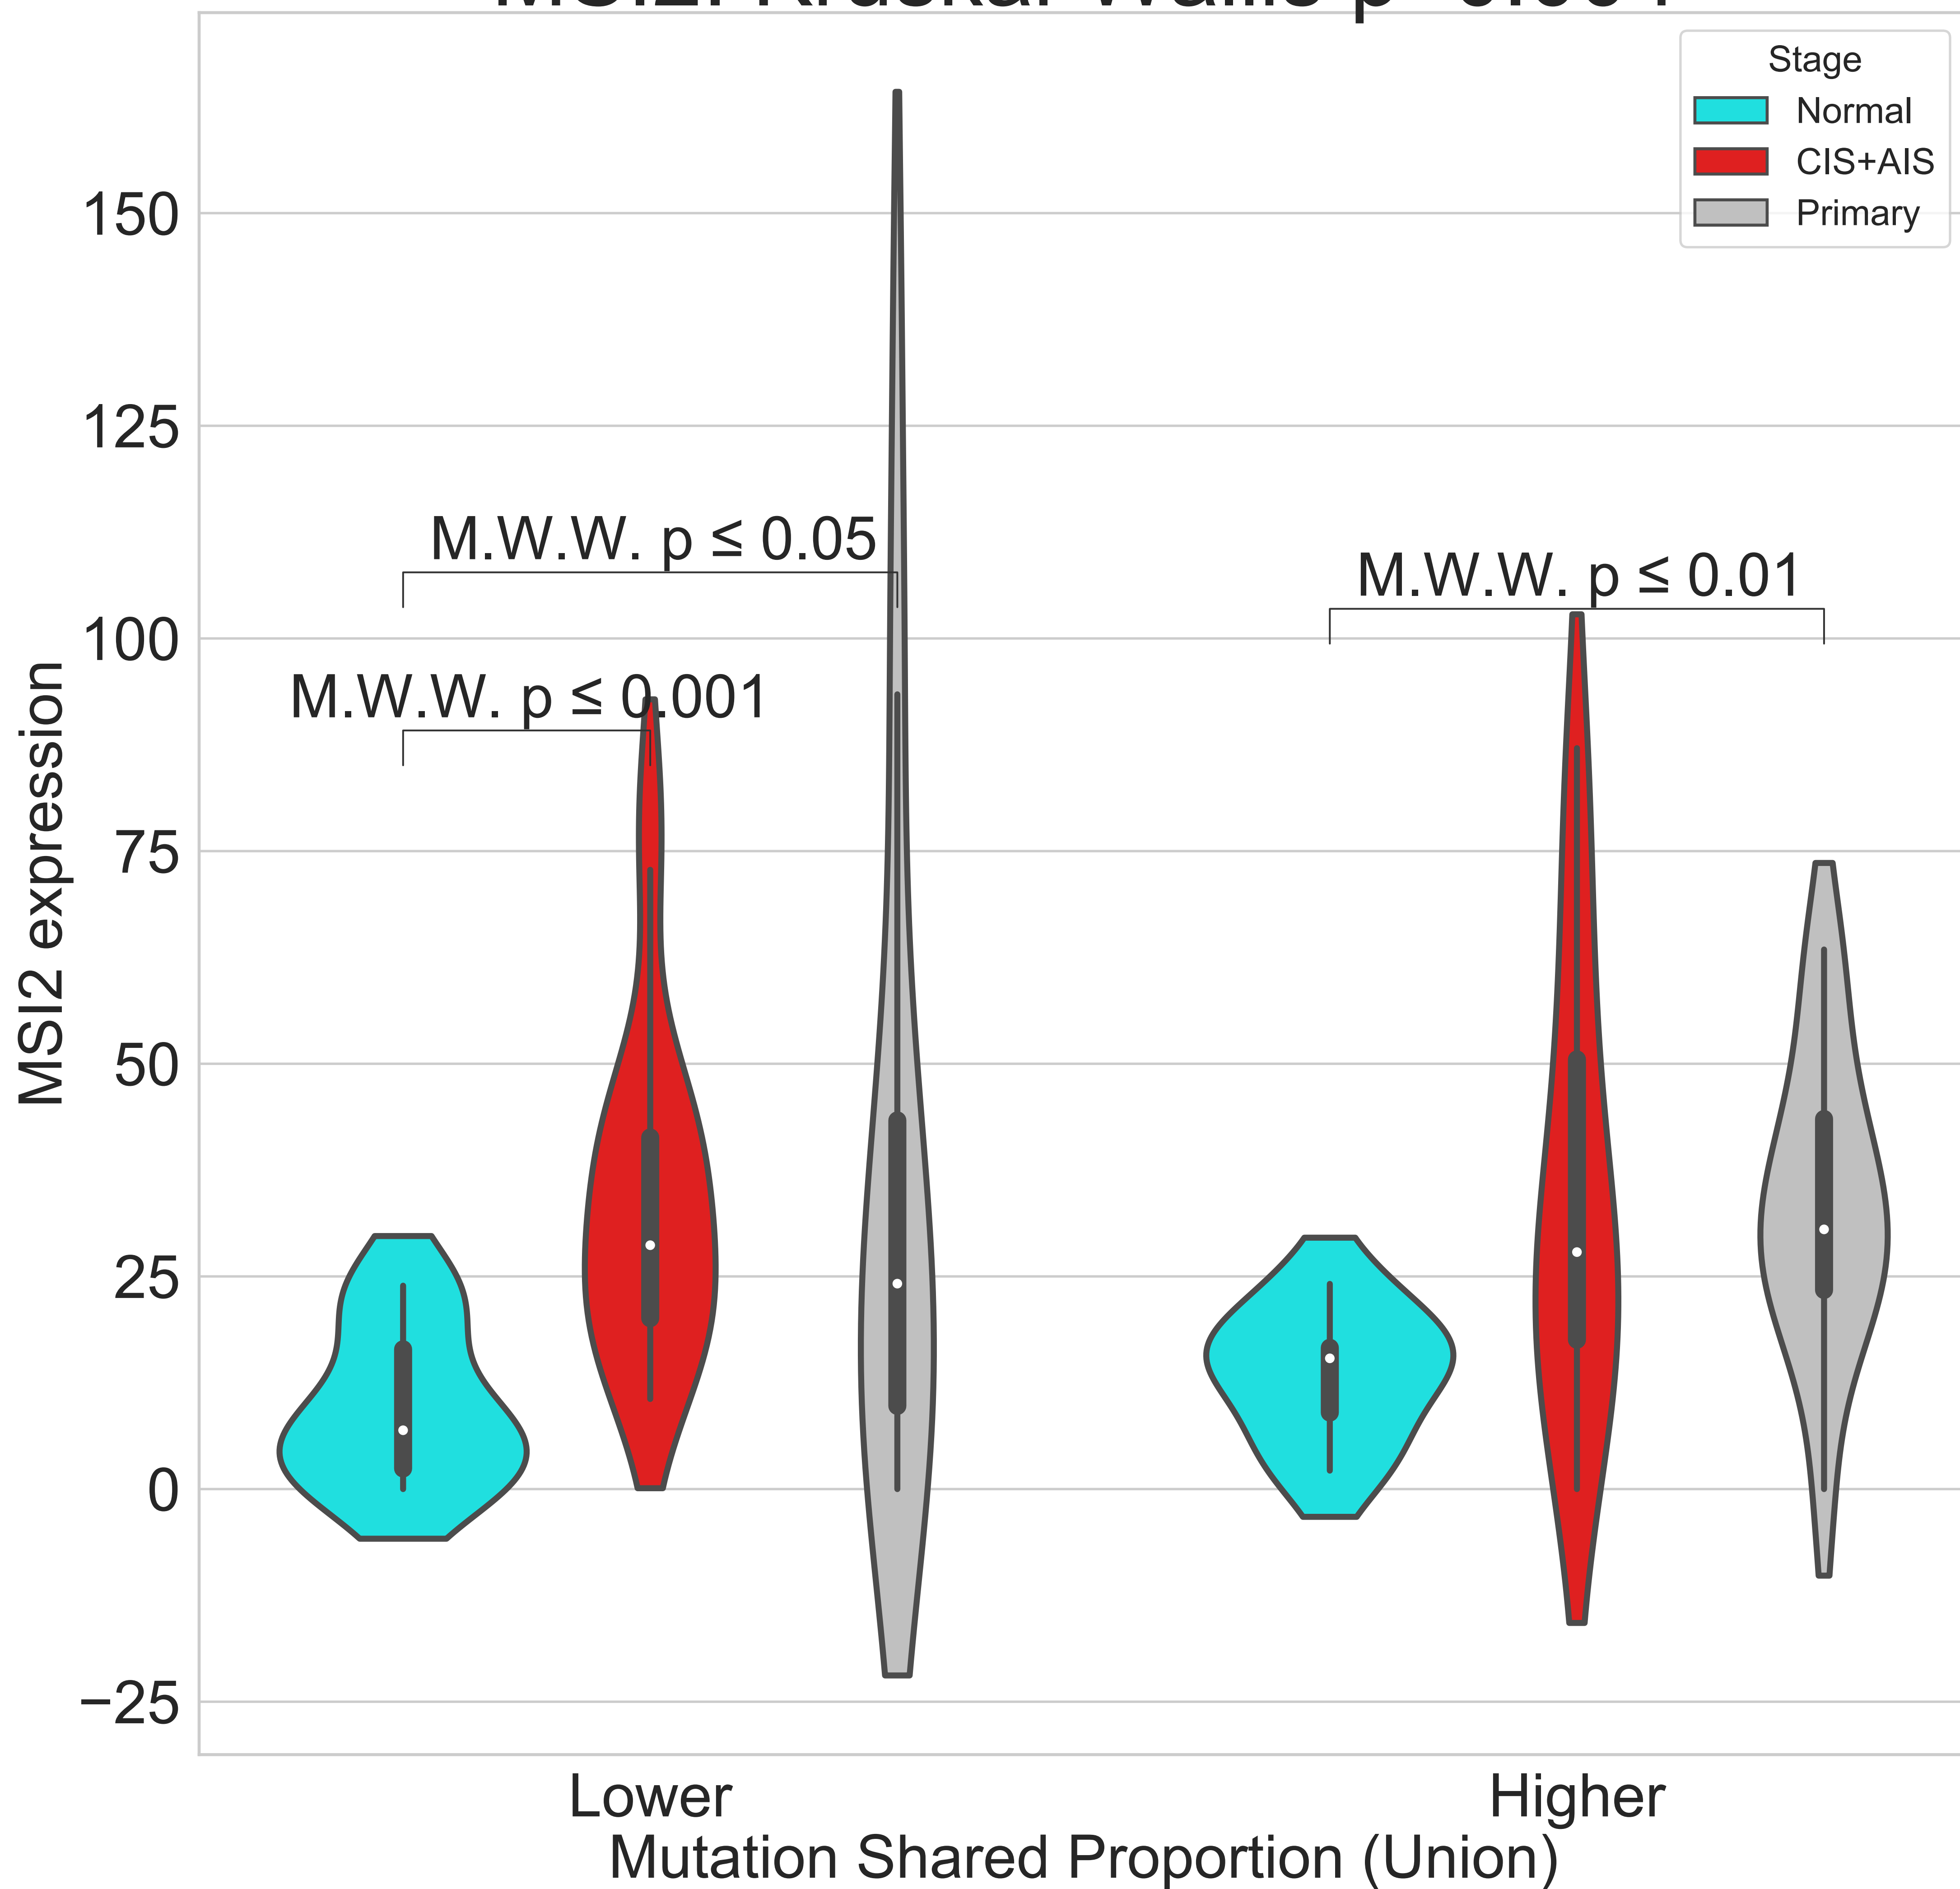 Stage
Normal
CIS+AIS
Primary
150
125
100
75
50
25
0
−25
MSI2 expression
M.W.W. p ≤ 0.05
M.W.W. p ≤ 0.001
M.W.W. p ≤ 0.01
Lower
Higher
Mutation Shared Proportion (Union)